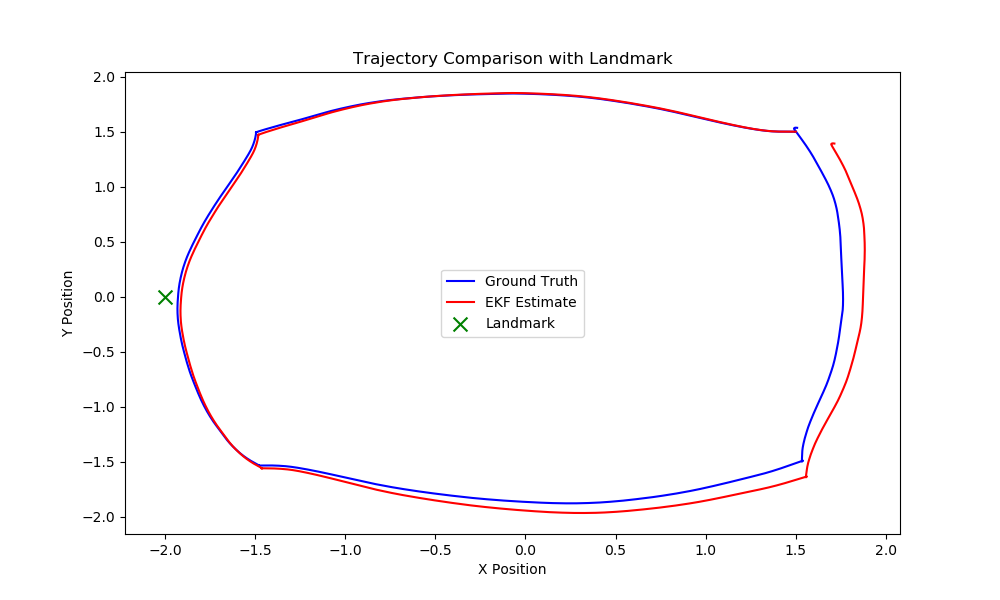 Trajectory Comparison with Landmark
2.0
1.5
1.0
0.5
0.0
−0.5
−1.0
−1.5
−2.0
Y Position
Ground Truth
EKF Estimate
Landmark
−2.0 −1.5 −1.0 −0.5 0.0 0.5 1.0 1.5 2.0
X Position